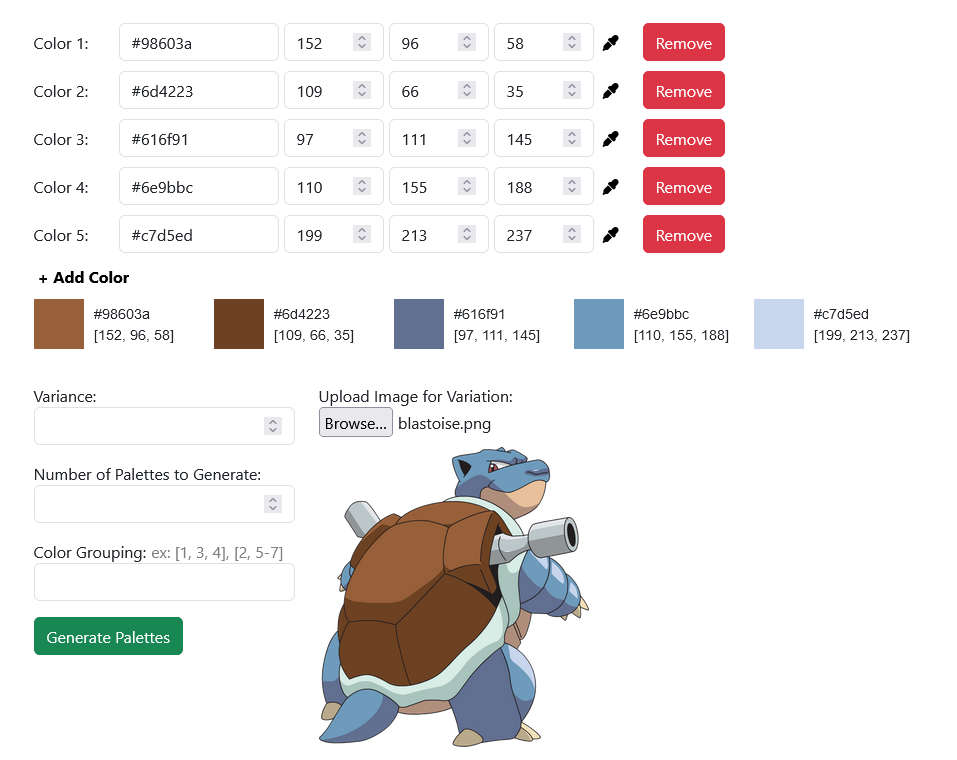 Color 1: #98603a 152 96 58 Remove
Color 2: #6d4223 109 66 35 Remove
Color 3: #616f91 97 111 145 Remove
Color 4: #6e9bbc 110 155 188 Remove
Color 5: #c7d5ed 199 213 237 Remove
+ Add Color
#98603a #6d4223 #616f91 #6e9bbc #c7d5ed
[152, 96, 58] [109, 66, 35] [97, 111, 145] [110, 155, 188] [199, 213, 237]
Variance: Upload Image for Variation:
Browse... blastoise.png
Number of Palettes to Generate:
Color Grouping: ex: [1, 3, 4], [2, 5-7]
Generate Palettes